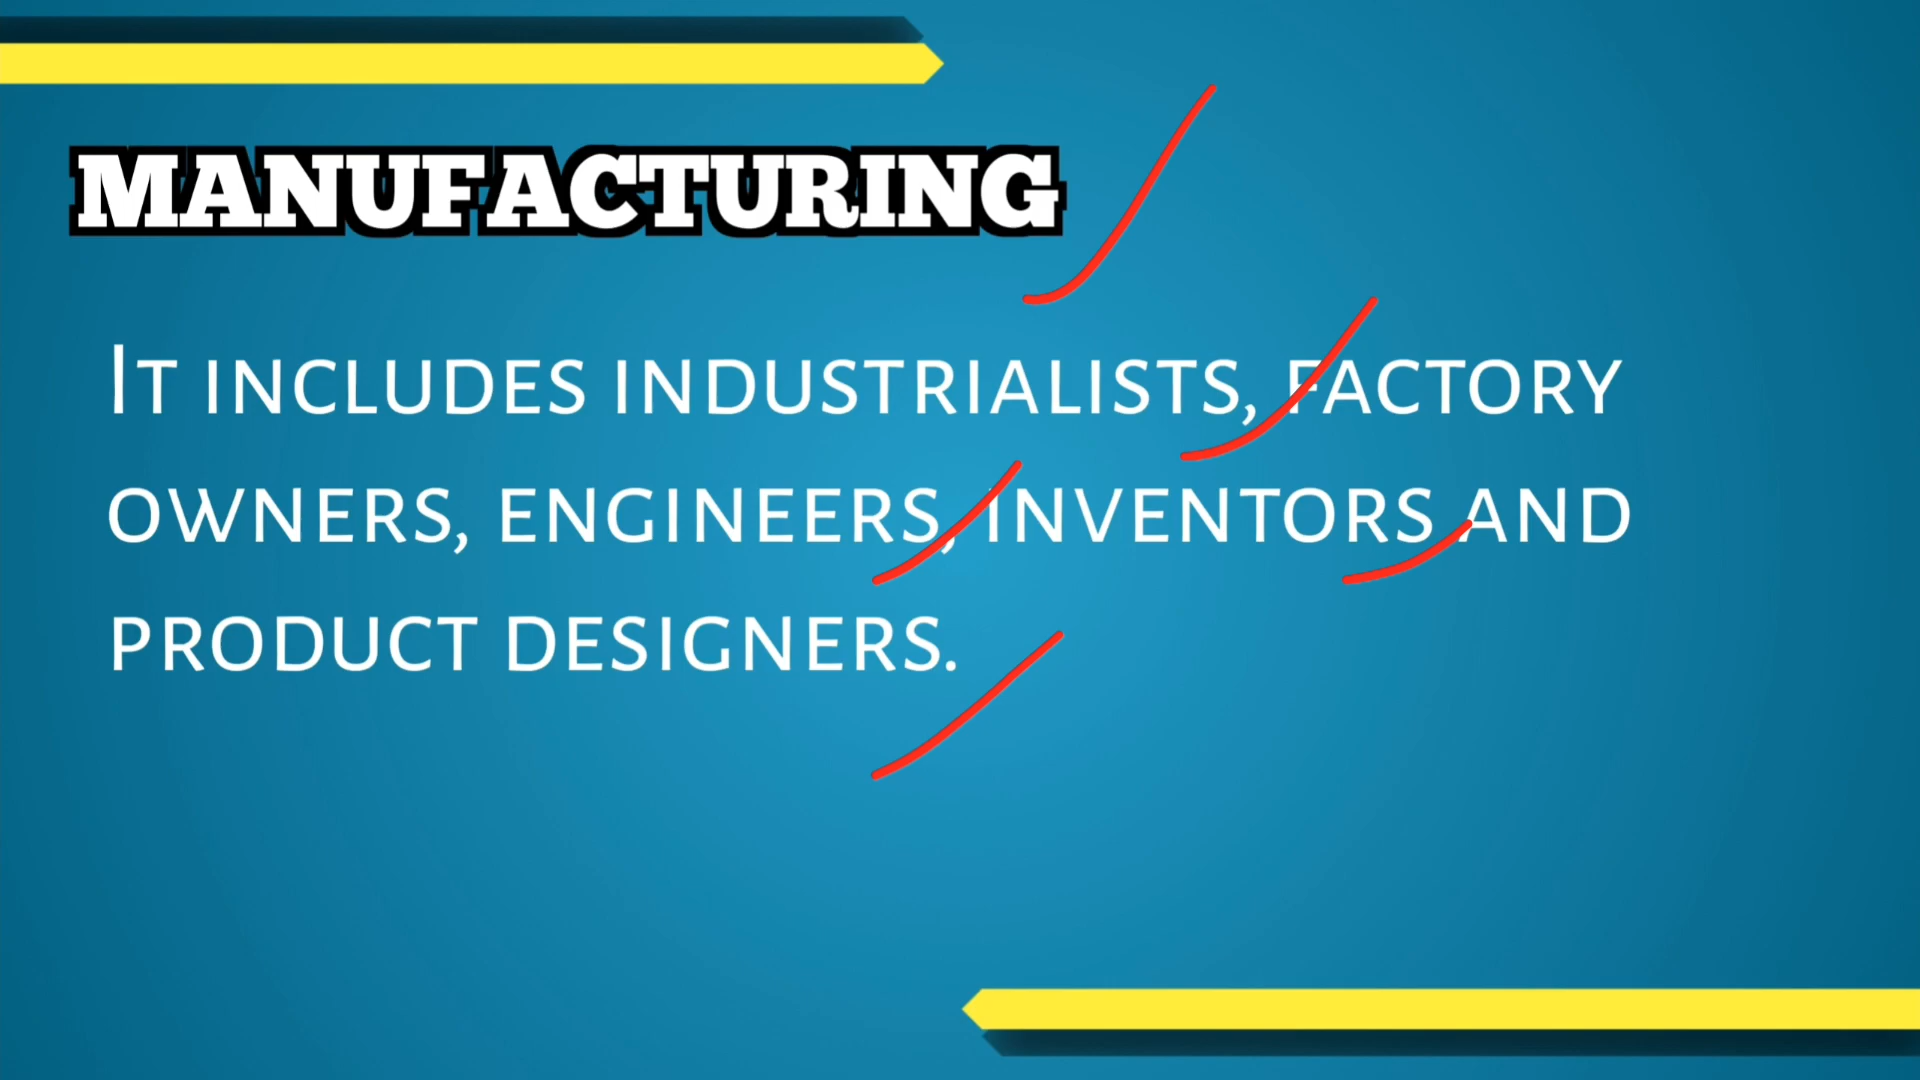 MANUFACTURING
It includes industrialists, factory
owners, engineers, inventors and
product designers.